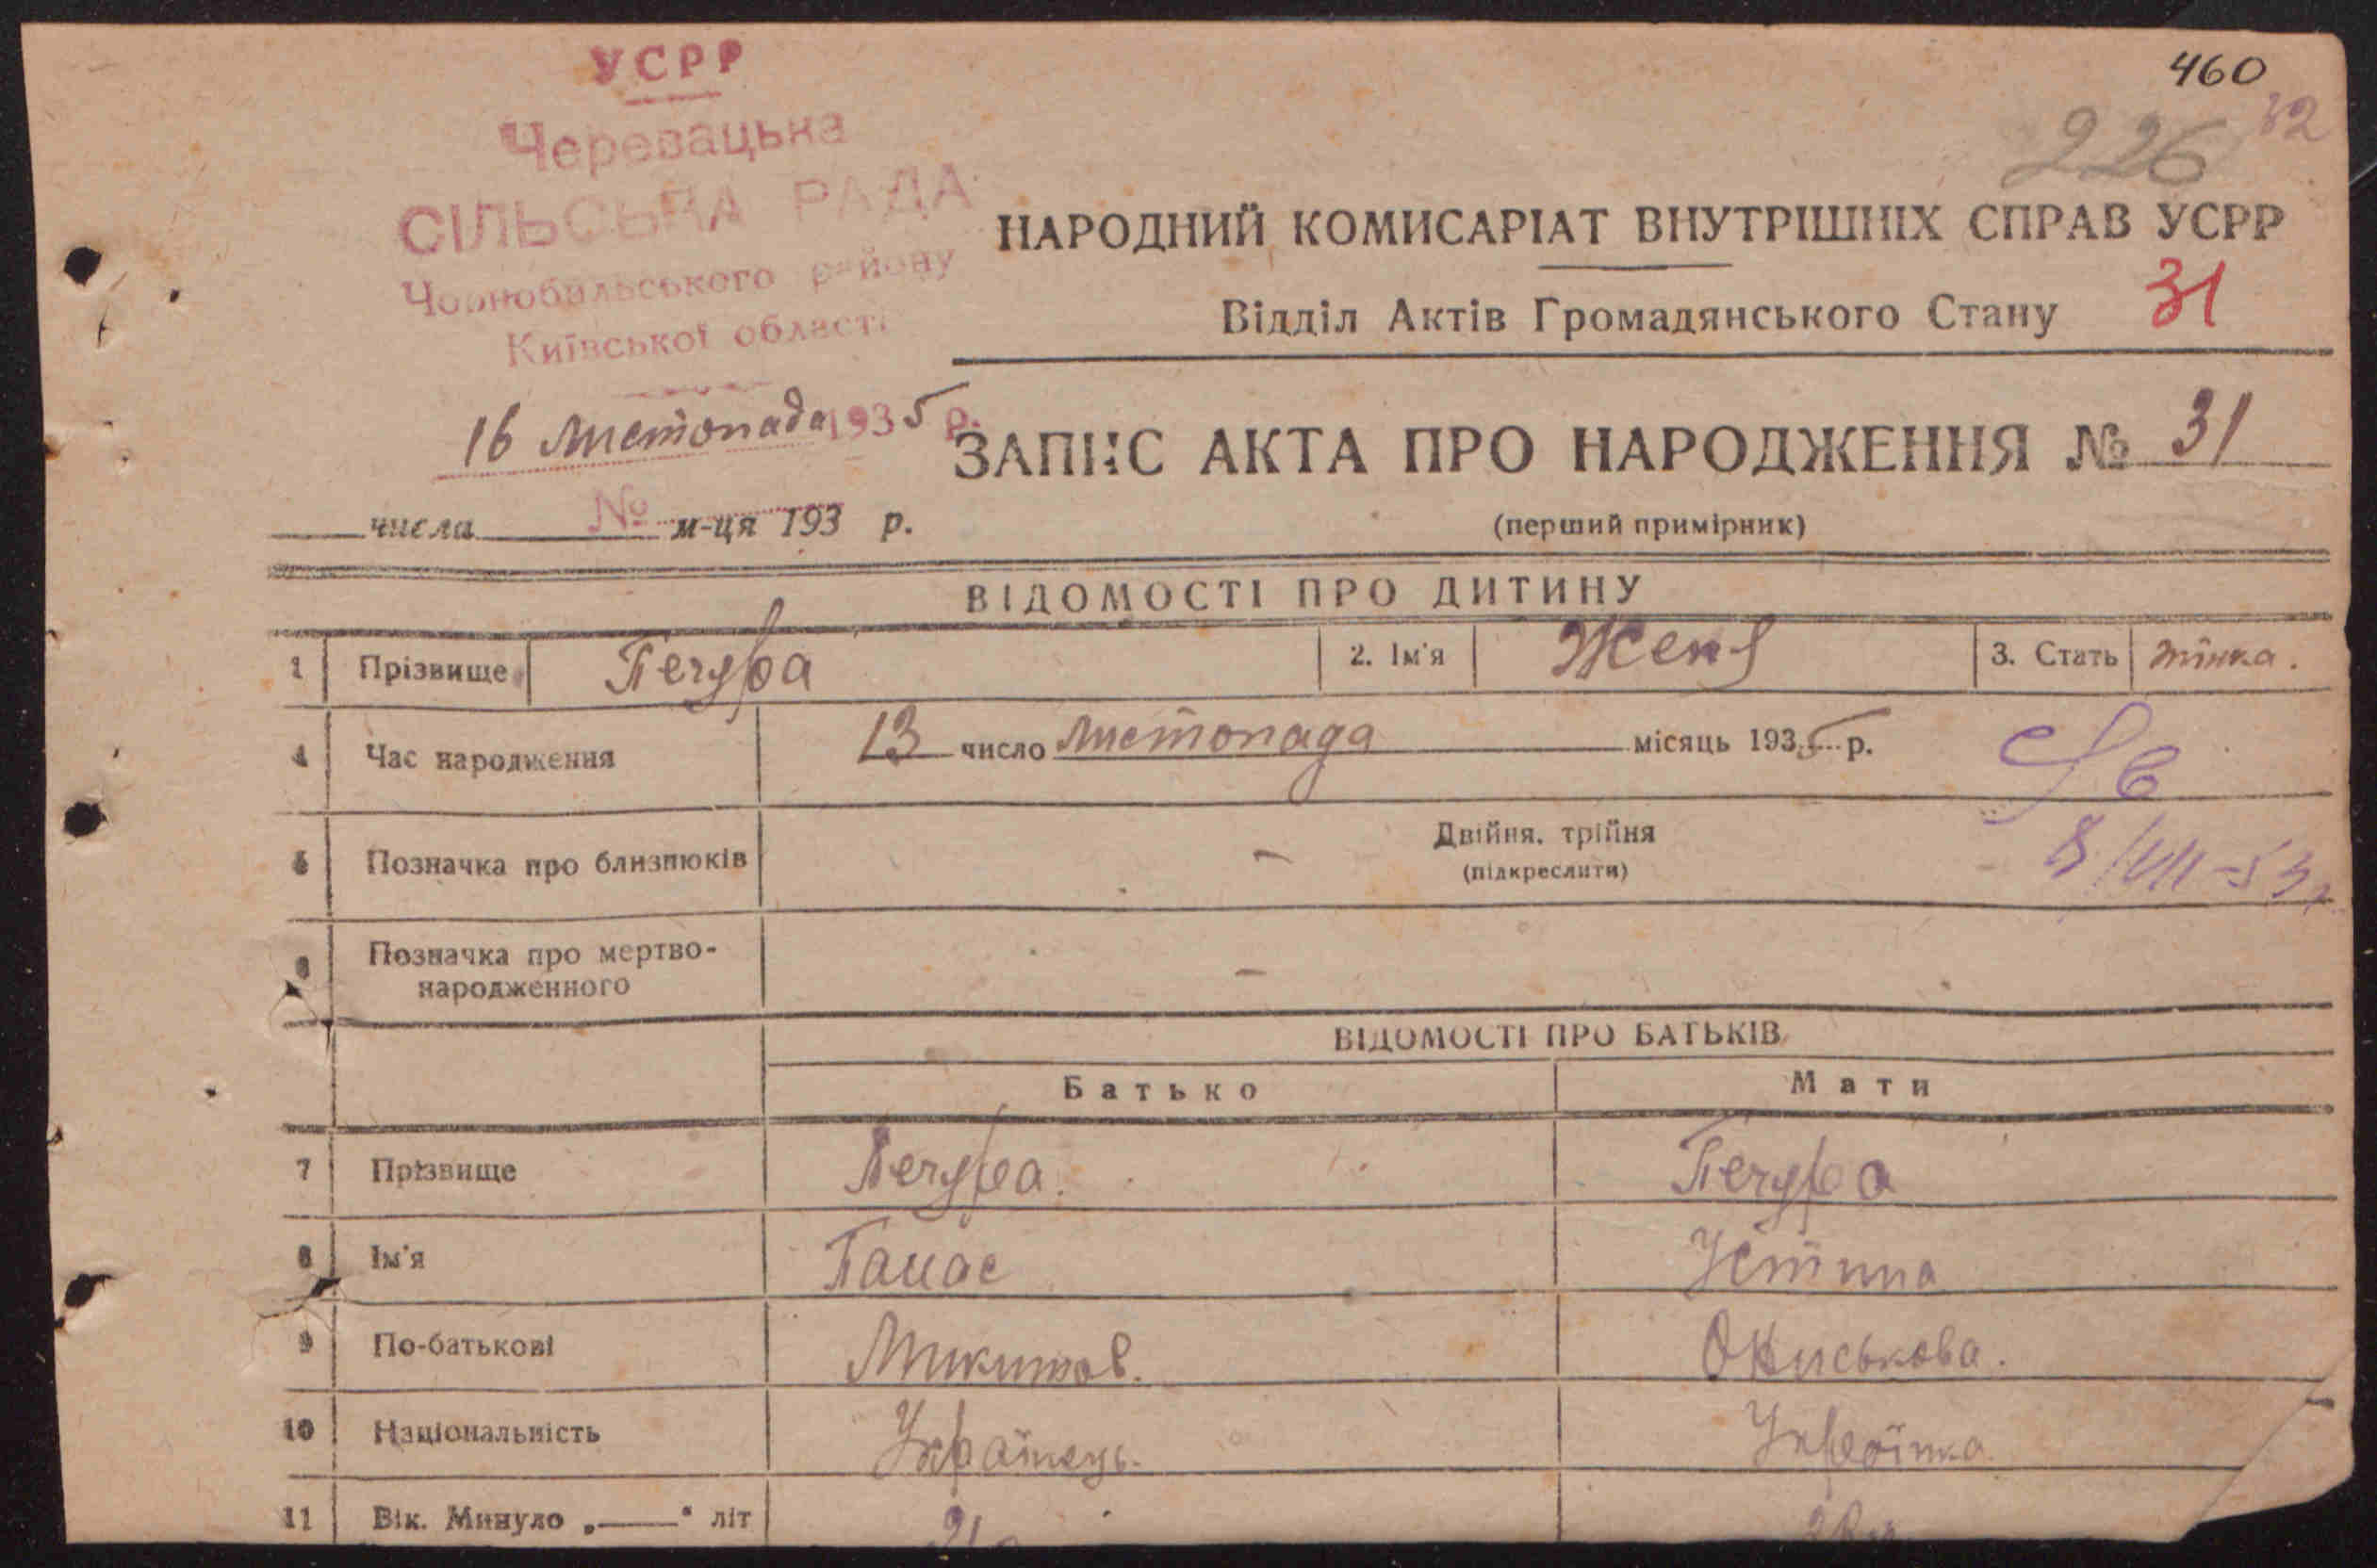 УСРР
460
Черевацька
226
СІЛЬСЬКА РАДА
НАРОДНИЙ КОМИСАРІАТ ВНУТРІШНІХ СПРАВ УСРР
Чорнобильського району
Відділ Актів Громадянського Стану 31
Київської області
16 листопада 1935 р.
ЗАПИС АКТА ПРО НАРОДЖЕННЯ № 31
числа № м-ця 193 р.
(перший примірник)
ВІДОМОСТІ ПРО ДИТИНУ
1 Прізвище Печура 2. Ім'я Женя 3. Стать жінка.
4 Час народження 13 число листопада місяць 1935 р.
5 Позначка про близнюків - Двійня, трійня
(підкреслити)
8/VII-53р.
6 Позначка про мертво-
народженного -
ВІДОМОСТІ ПРО БАТЬКІВ
Батько Мати
7 Прізвище Печура. Печура
8 Ім'я Панас Устина
9 По-батькові Микитов. Ониськова.
10 Національність Українець. Українка.
11 Вік. Минуло „ “ літ